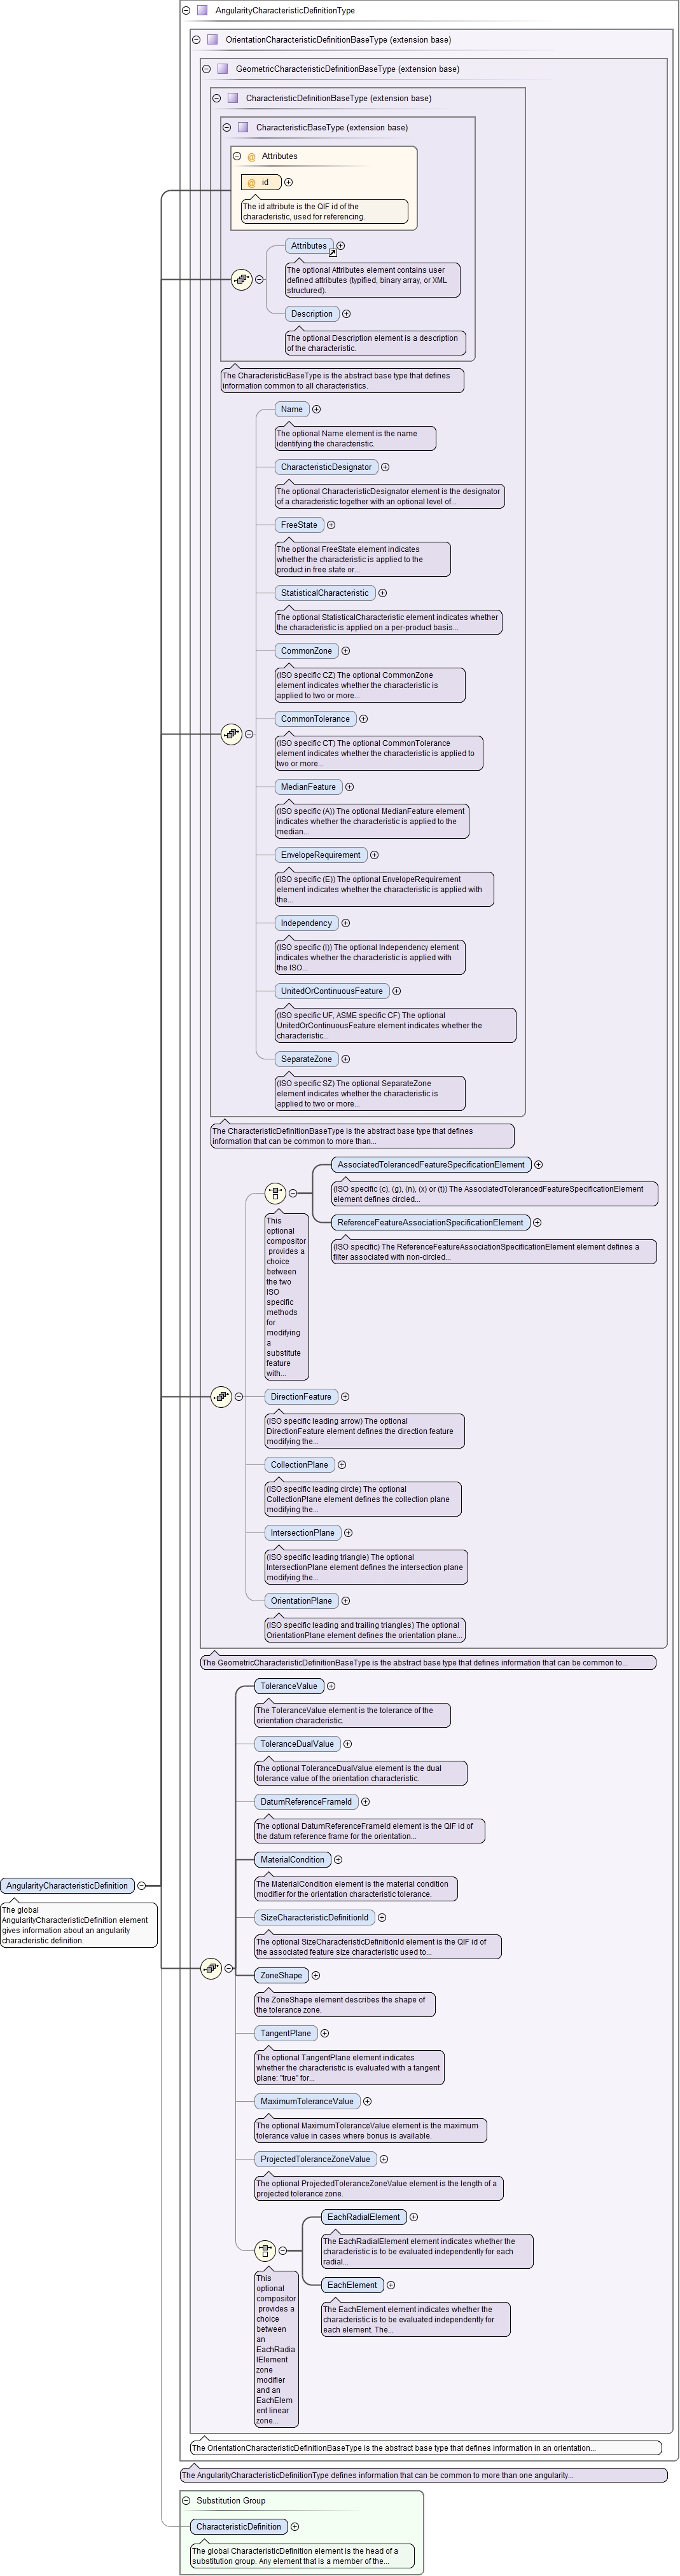 AngularityCharacteristicDefinitionType
OrientationCharacteristicDefinitionBaseType (extension base)
GeometricCharacteristicDefinitionBaseType (extension base)
CharacteristicDefinitionBaseType (extension base)
CharacteristicBaseType (extension base)
@ Attributes
@ id
The id attribute is the QIF id of the
characteristic, used for referencing.
Attributes
The optional Attributes element contains user
defined attributes (typified, binary array, or XML
structured).
Description
The optional Description element is a description
of the characteristic.
The CharacteristicBaseType is the abstract base type that defines
information common to all characteristics.
Name
The optional Name element is the name
identifying the characteristic.
CharacteristicDesignator
The optional CharacteristicDesignator element is the designator
of a characteristic together with an optional level of...
FreeState
The optional FreeState element indicates
whether the characteristic is applied to the
product in free state or...
StatisticalCharacteristic
The optional StatisticalCharacteristic element indicates whether
the characteristic is applied on a per-product basis...
CommonZone
(ISO specific CZ) The optional CommonZone
element indicates whether the characteristic is
applied to two or more...
CommonTolerance
(ISO specific CT) The optional CommonTolerance
element indicates whether the characteristic is applied to
two or more...
MedianFeature
(ISO specific (A)) The optional MedianFeature element
indicates whether the characteristic is applied to the
median...
EnvelopeRequirement
(ISO specific (E)) The optional EnvelopeRequirement
element indicates whether the characteristic is applied with
the...
Independency
(ISO specific (I)) The optional Independency element
indicates whether the characteristic is applied with
the ISO...
UnitedOrContinuousFeature
(ISO specific UF, ASME specific CF) The optional
UnitedOrContinuousFeature element indicates whether the
characteristic...
SeparateZone
(ISO specific SZ) The optional SeparateZone
element indicates whether the characteristic is
applied to two or more...
The CharacteristicDefinitionBaseType is the abstract base type that defines
information that can be common to more than...
AssociatedTolerancedFeatureSpecificationElement
(ISO specific (c), (g), (n), (x) or (t)) The AssociatedTolerancedFeatureSpecificationElement
element defines circled...
ReferenceFeatureAssociationSpecificationElement
(ISO specific) The ReferenceFeatureAssociationSpecificationElement element defines a
filter associated with non-circled...
This
optional
compositor
provides a
choice
between
the two
ISO
specific
methods
for
modifying
a
substitute
feature
with...
DirectionFeature
(ISO specific leading arrow) The optional
DirectionFeature element defines the direction feature
modifying the...
CollectionPlane
(ISO specific leading circle) The optional
CollectionPlane element defines the collection plane
modifying the...
IntersectionPlane
(ISO specific leading triangle) The optional
IntersectionPlane element defines the intersection plane
modifying the...
OrientationPlane
(ISO specific leading and trailing triangles) The optional
OrientationPlane element defines the orientation plane...
The GeometricCharacteristicDefinitionBaseType is the abstract base type that defines information that can be common to...
ToleranceValue
The ToleranceValue element is the tolerance of the
orientation characteristic.
ToleranceDualValue
The optional ToleranceDualValue element is the dual
tolerance value of the orientation characteristic.
DatumReferenceFrameId
The optional DatumReferenceFrameId element is the QIF id of
the datum reference frame for the orientation...
MaterialCondition
The MaterialCondition element is the material condition
modifier for the orientation characteristic tolerance.
AngularityCharacteristicDefinition
The global
AngularityCharacteristicDefinition element
gives information about an angularity
characteristic definition.
SizeCharacteristicDefinitionId
The optional SizeCharacteristicDefinitionId element is the QIF id of
the associated feature size characteristic used to...
ZoneShape
The ZoneShape element describes the shape of
the tolerance zone.
TangentPlane
The optional TangentPlane element indicates
whether the characteristic is evaluated with a tangent
plane: "true" for...
MaximumToleranceValue
The optional MaximumToleranceValue element is the maximum
tolerance value in cases where bonus is available.
ProjectedToleranceZoneValue
The optional ProjectedToleranceZoneValue element is the length of a
projected tolerance zone.
EachRadialElement
The EachRadialElement element indicates whether the
characteristic is to be evaluated independently for each
radial...
EachElement
The EachElement element indicates whether the
characteristic is to be evaluated independently for
each element. The...
This
optional
compositor
provides a
choice
between
an
EachRadia
lElement
zone
modifier
and an
EachElem
ent linear
zone...
The OrientationCharacteristicDefinitionBaseType is the abstract base type that defines information in an orientation...
The AngularityCharacteristicDefinitionType defines information that can be common to more than one angularity...
Substitution Group
CharacteristicDefinition
The global CharacteristicDefinition element is the head of a
substitution group. Any element that is a member of the...